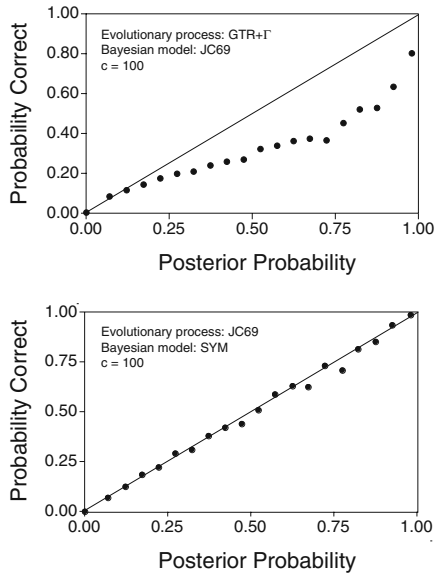 Probability Correct
1.00
0.80
0.60
0.40
0.20
0.00
Evolutionary process: GTR+Γ
Bayesian model: JC69
c = 100
0.00 0.25 0.50 0.75 1.00
Posterior Probability
Probability Correct
1.00
0.75
0.50
0.25
0.00
Evolutionary process: JC69
Bayesian model: SYM
c = 100
0.00 0.25 0.50 0.75 1.00
Posterior Probability